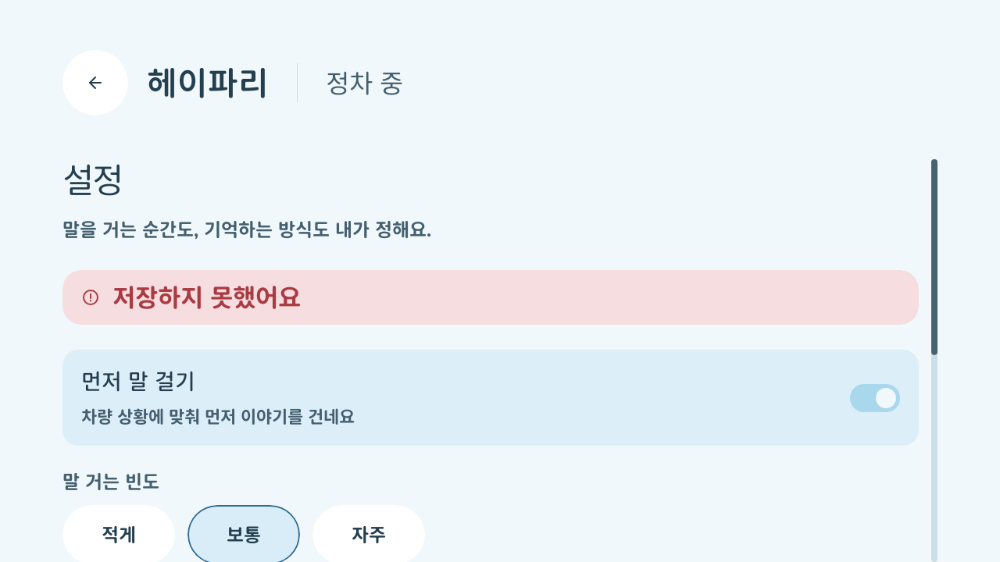 헤이파리
정차 중
설정
말을 거는 순간도, 기억하는 방식도 내가 정해요.
저장하지 못했어요
먼저 말 걸기
차량 상황에 맞춰 먼저 이야기를 건네요
말 거는 빈도
적게
보통
자주